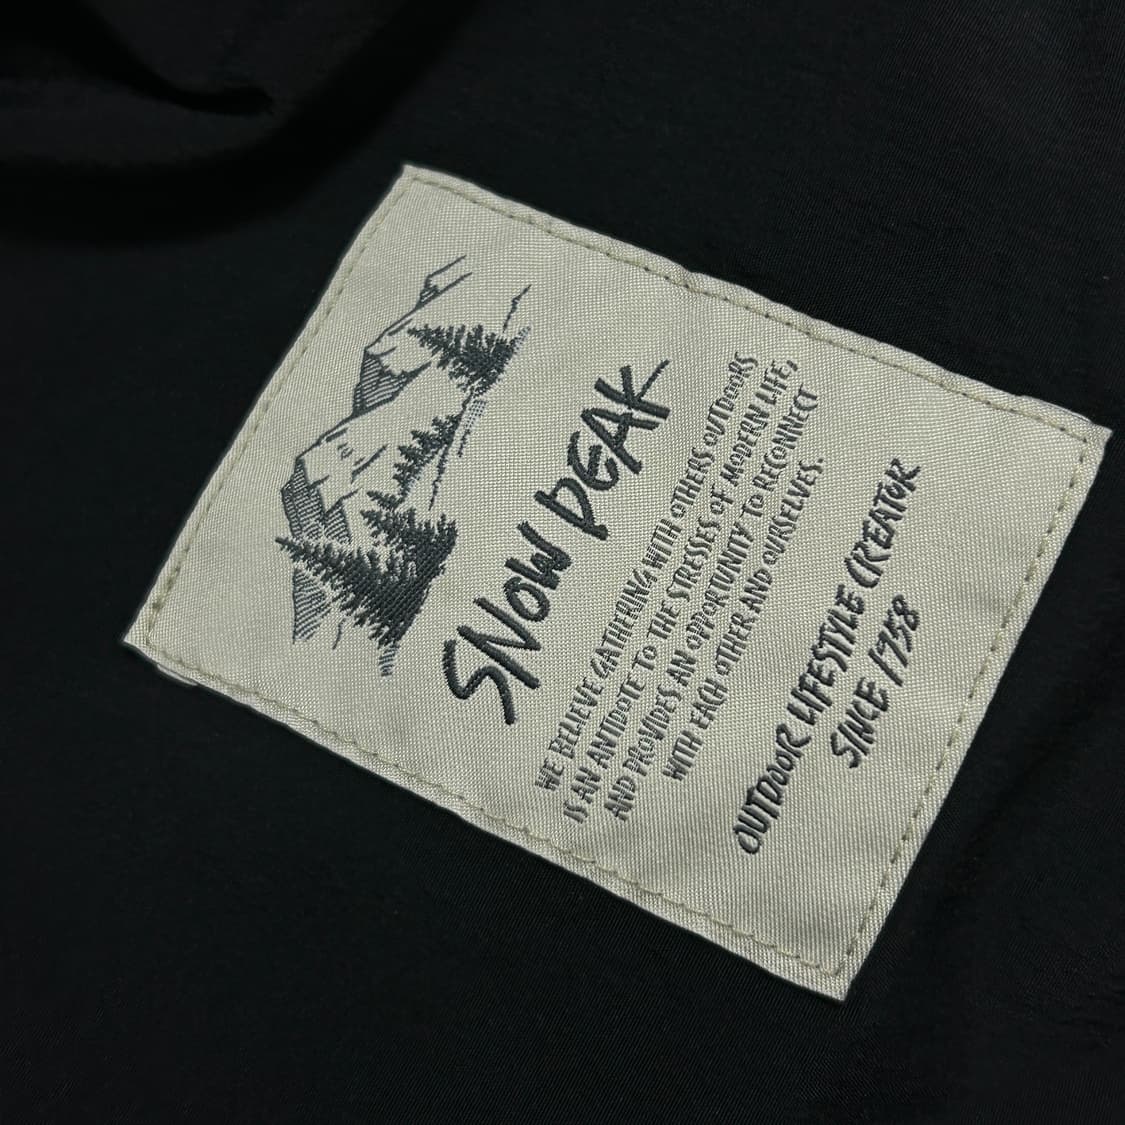 SNOW PEAK
WE BELIEVE GATHERING WITH OTHERS OUTDOORS
IS AN ANTIDOTE TO THE STRESSES OF MODERN LIFE,
AND PROVIDES AN OPPORTUNITY TO RECONNECT
WITH EACH OTHER AND OURSELVES.
OUTDOOR LIFESTYLE CREATOR
SINCE 1958